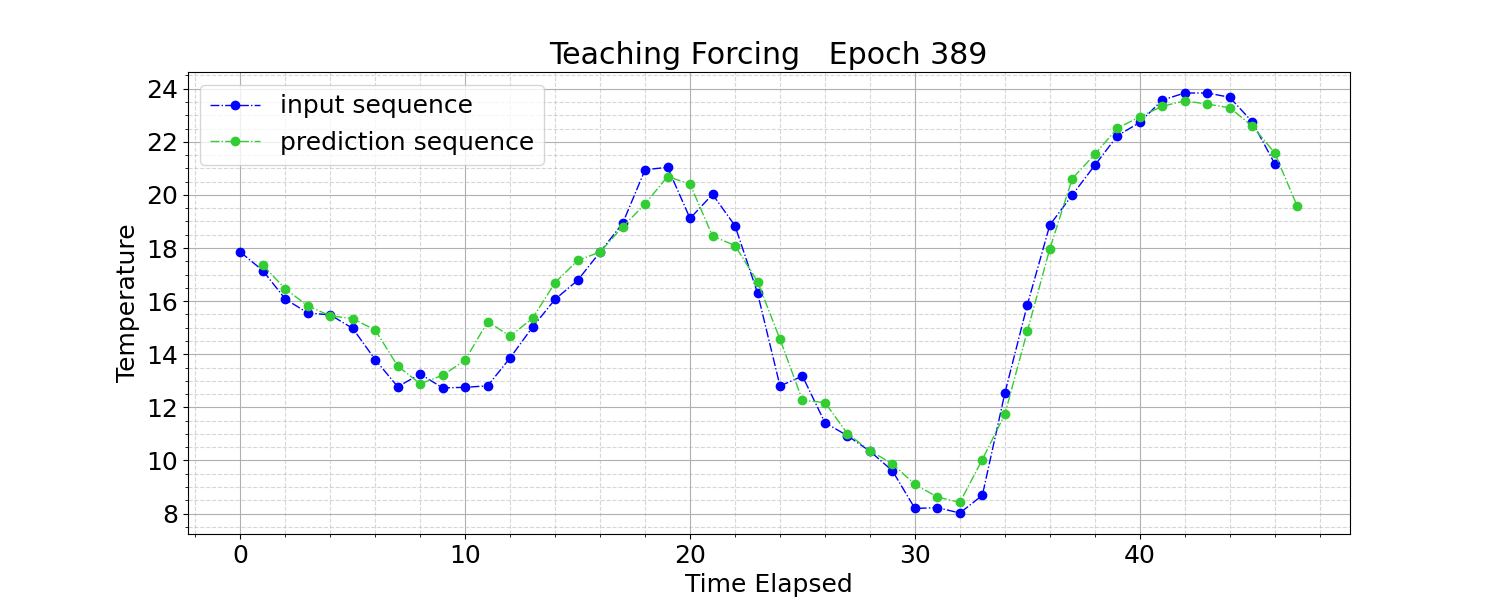 Teaching Forcing   Epoch 389
24
22
20
18
16
14
12
10
8
input sequence
prediction sequence
Temperature
0 10 20 30 40
Time Elapsed